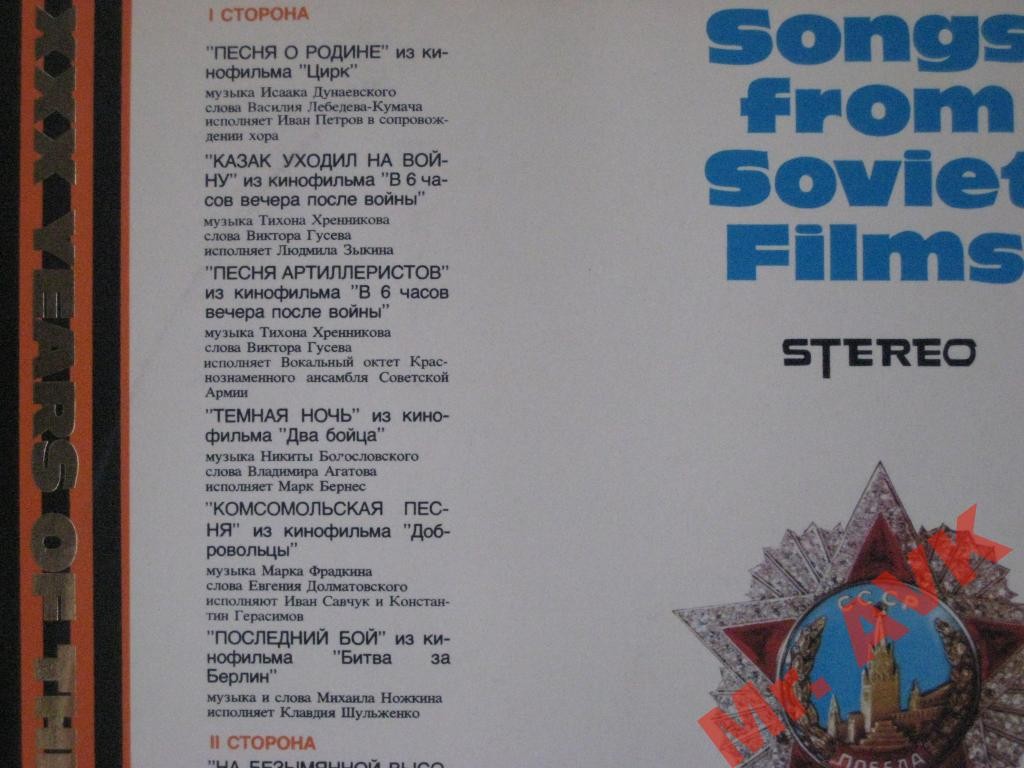 I СТОРОНА
"ПЕСНЯ О РОДИНЕ" из ки-
нофильма "Цирк"
музыка Исаака Дунаевского
слова Василия Лебедева-Кумача
исполняет Иван Петров в сопровож-
дении хора
"КАЗАК УХОДИЛ НА ВОЙ-
НУ" из кинофильма "В 6 ча-
сов вечера после войны"
музыка Тихона Хренникова
слова Виктора Гусева
исполняет Людмила Зыкина
"ПЕСНЯ АРТИЛЛЕРИСТОВ"
из кинофильма "В 6 часов
вечера после войны"
музыка Тихона Хренникова
слова Виктора Гусева
исполняет Вокальный октет Крас-
нознаменного ансамбля Советской
Армии
"ТЕМНАЯ НОЧЬ" из кино-
фильма "Два бойца"
музыка Никиты Богословского
слова Владимира Агатова
исполняет Марк Бернес
"КОМСОМОЛЬСКАЯ ПЕС-
НЯ" из кинофильма "Доб-
ровольцы"
музыка Марка Фрадкина
слова Евгения Долматовского
исполняют Иван Савчук и Констан-
тин Герасимов
"ПОСЛЕДНИЙ БОЙ" из ки-
нофильма "Битва за
Берлин"
музыка и слова Михаила Ножкина
исполняет Клавдия Шульженко
II СТОРОНА
"НА БЕЗЫМЯННОЙ ВЫСО-
Songs
from
Soviet
Films
STEREO
СССР
ПОБЕДА
Mr. AVK
XXX YEARS OF TH